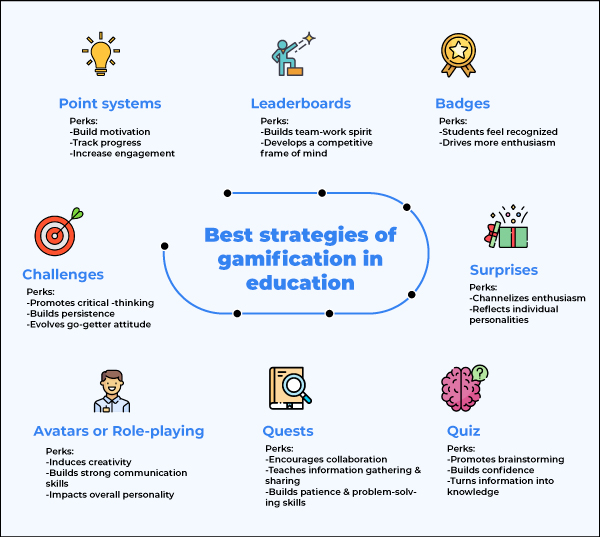 Point systems
Perks:
-Build motivation
-Track progress
-Increase engagement
Leaderboards
Perks:
-Builds team-work spirit
-Develops a competitive
frame of mind
Badges
Perks:
-Students feel recognized
-Drives more enthusiasm
Best strategies of
gamification in
education
Challenges
Perks:
-Promotes critical -thinking
-Builds persistence
-Evolves go-getter attitude
Surprises
Perks:
-Channelizes enthusiasm
-Reflects individual
personalities
Avatars or Role-playing
Perks:
-Induces creativity
-Builds strong communication
skills
-Impacts overall personality
Quests
Perks:
-Encourages collaboration
-Teaches information gathering &
sharing
-Builds patience & problem-solv-
ing skills
Quiz
Perks:
-Promotes brainstorming
-Builds confidence
-Turns information into
knowledge
?